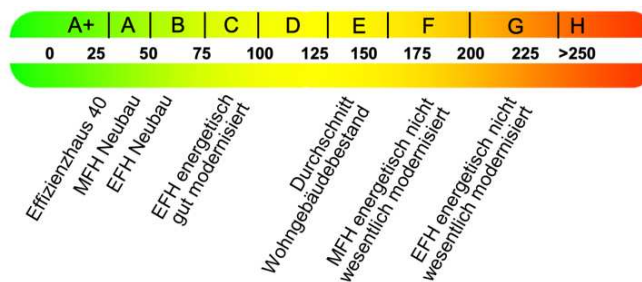 A+ A B C D E F G H
0 25 50 75 100 125 150 175 200 225 >250
Effizienzhaus 40
MFH Neubau
EFH Neubau
EFH energetisch
gut modernisiert
Durchschnitt
Wohngebäudebestand
MFH energetisch nicht
wesentlich modernisiert
EFH energetisch nicht
wesentlich modernisiert